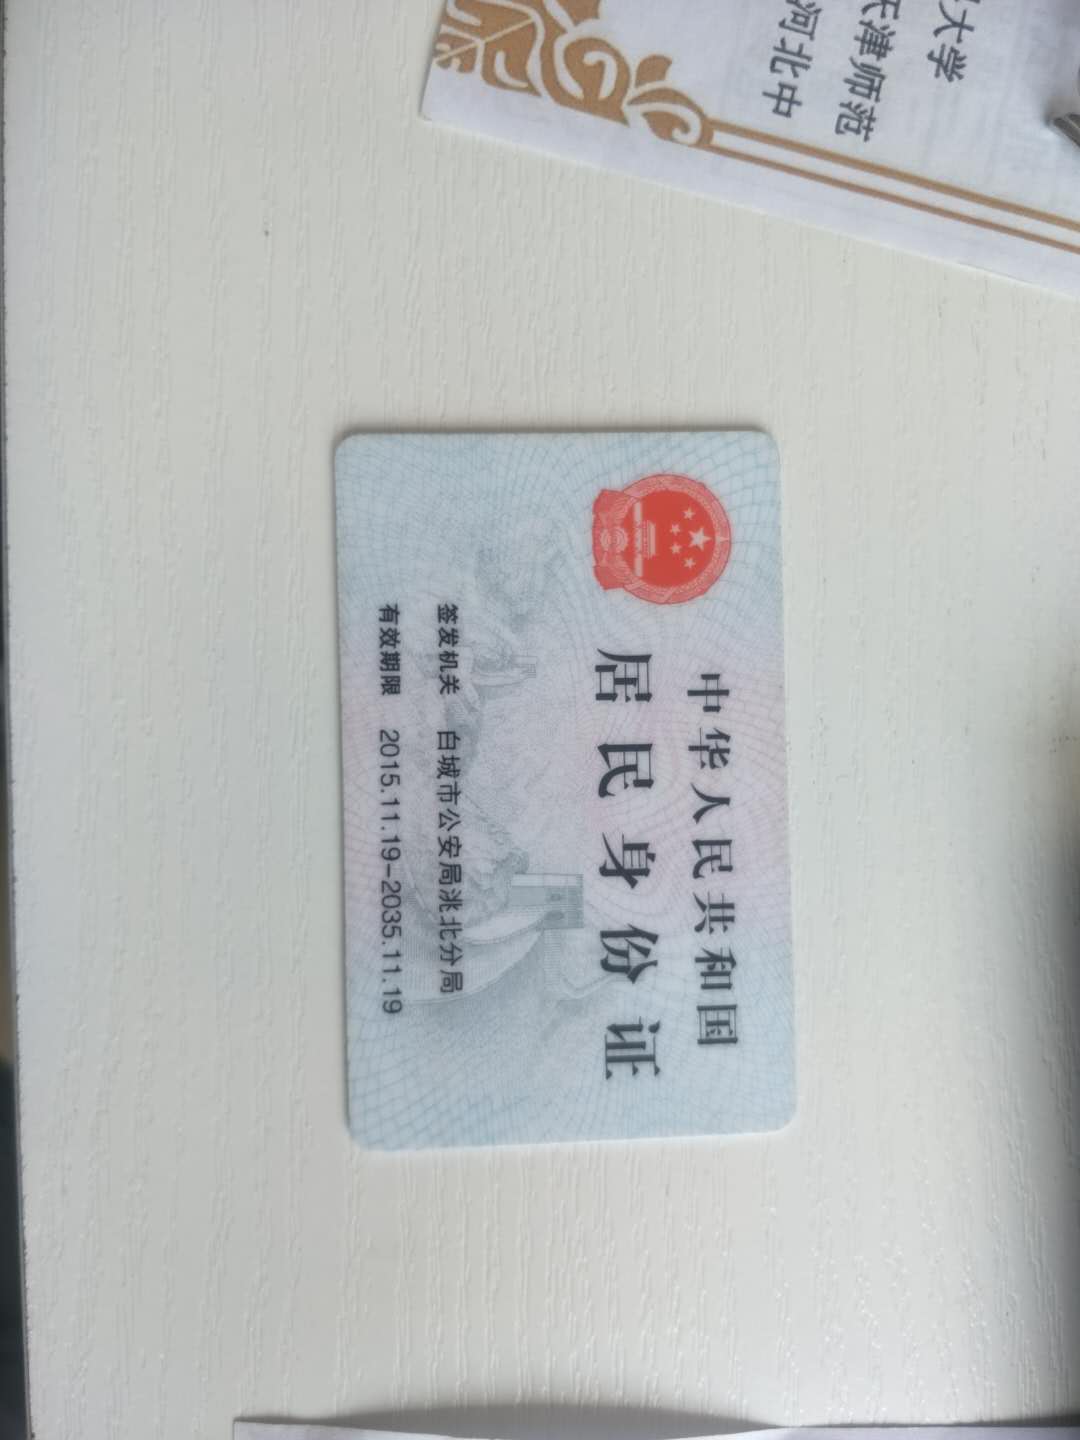 中华人民共和国
居民身份证
签发机关 白城市公安局洮北分局
有效期限 2015.11.19-2035.11.19
大学
天津师范
河北中